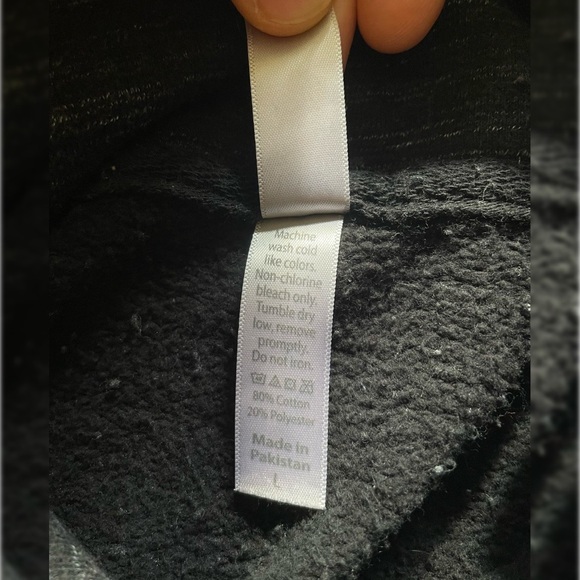 Machine
wash cold
like colors.
Non-chlorine
bleach only.
Tumble dry
low, remove
promptly.
Do not iron.
80% Cotton
20% Polyester
Made in
Pakistan
L